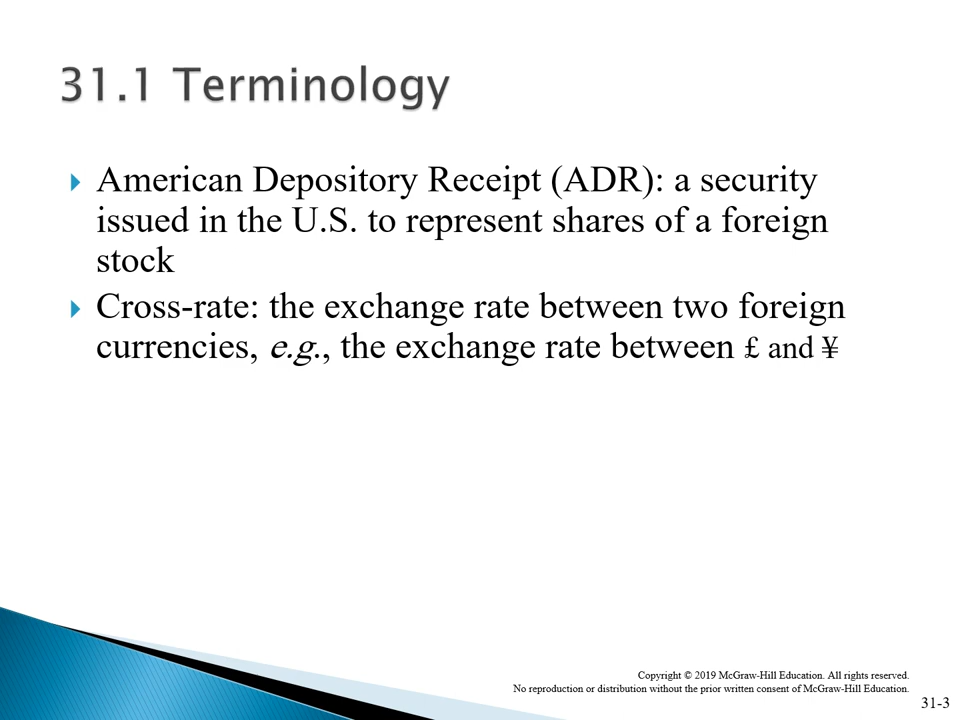 31.1 Terminology
American Depository Receipt (ADR): a security
issued in the U.S. to represent shares of a foreign
stock
Cross-rate: the exchange rate between two foreign
currencies, e.g., the exchange rate between £ and ¥
Copyright © 2019 McGraw-Hill Education. All rights reserved.
No reproduction or distribution without the prior written consent of McGraw-Hill Education.
31-3